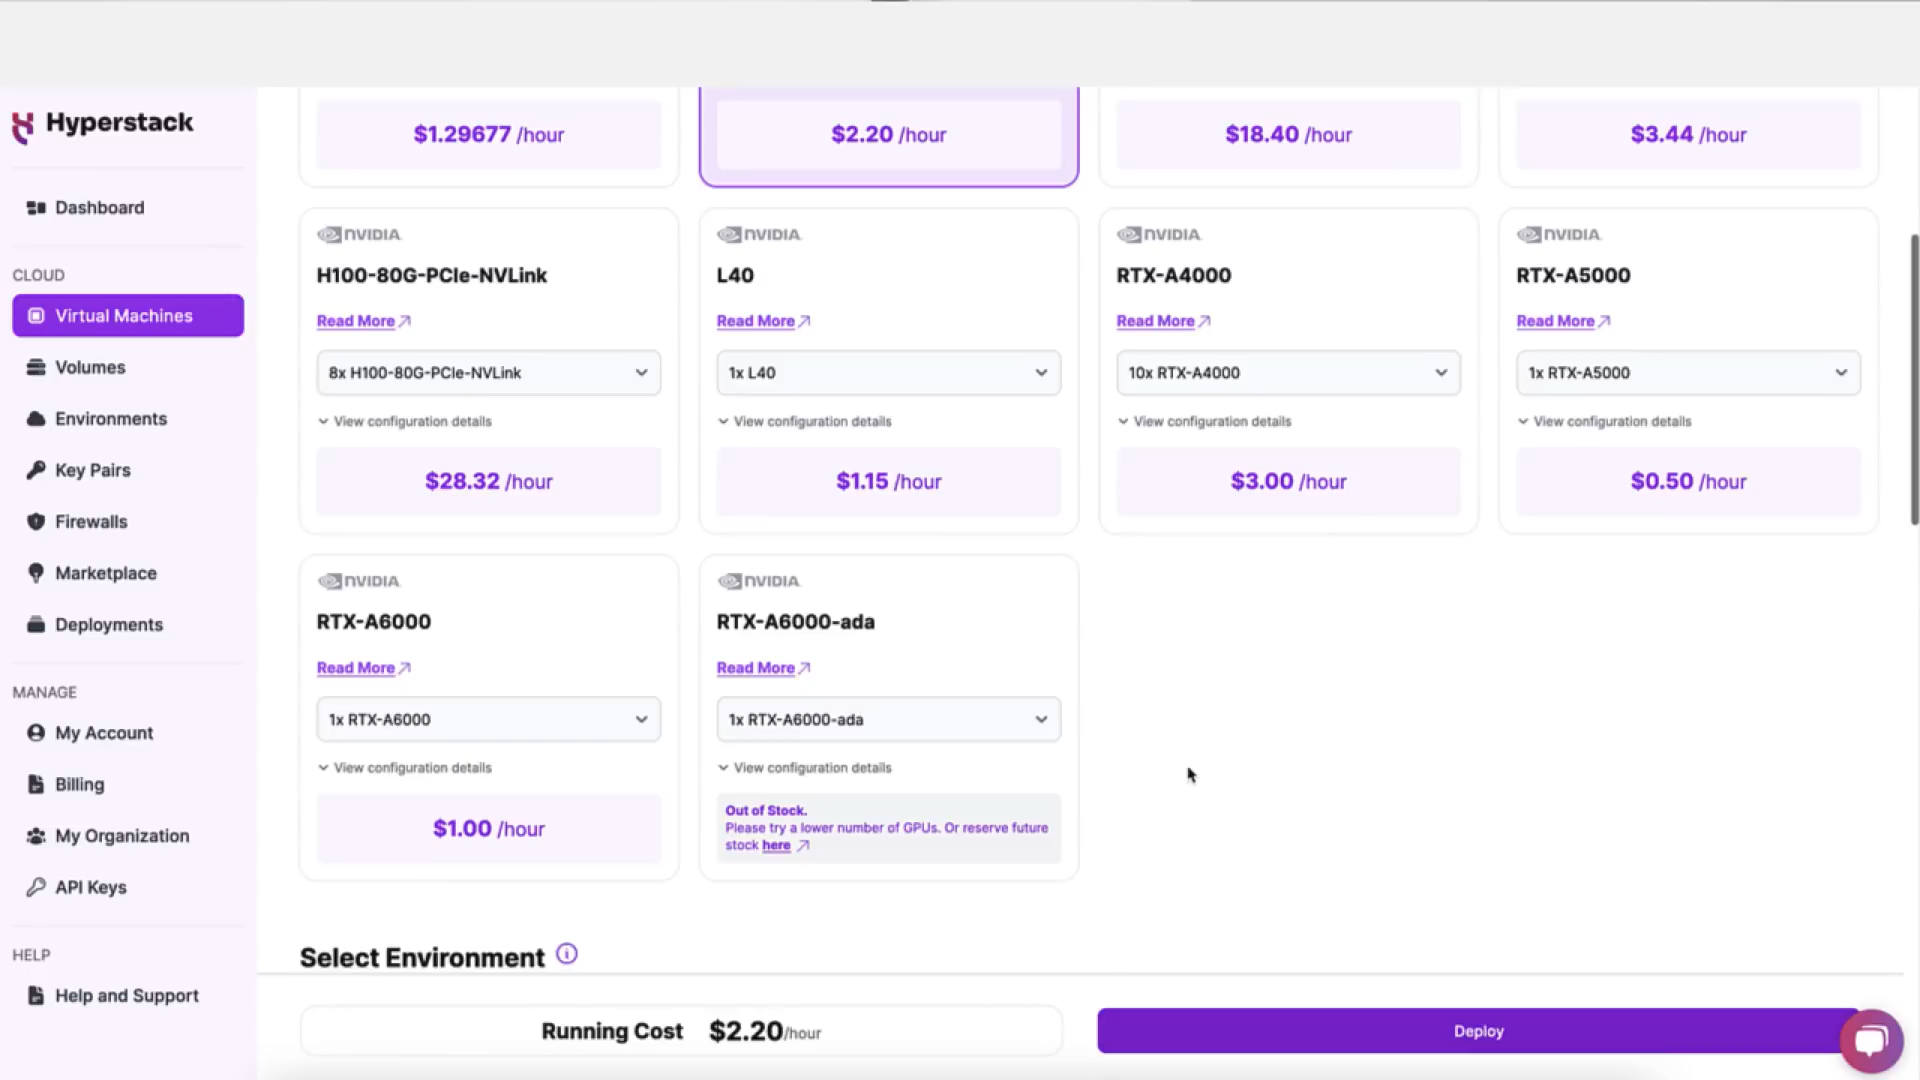 Hyperstack
Dashboard
CLOUD
Virtual Machines
Volumes
Environments
Key Pairs
Firewalls
Marketplace
Deployments
MANAGE
My Account
Billing
My Organization
API Keys
HELP
Help and Support
$1.29677 /hour
$2.20 /hour
$18.40 /hour
$3.44 /hour
NVIDIA
H100-80G-PCIe-NVLink
Read More
8x H100-80G-PCIe-NVLink
View configuration details
$28.32 /hour
NVIDIA
L40
Read More
1x L40
View configuration details
$1.15 /hour
NVIDIA
RTX-A4000
Read More
10x RTX-A4000
View configuration details
$3.00 /hour
NVIDIA
RTX-A5000
Read More
1x RTX-A5000
View configuration details
$0.50 /hour
NVIDIA
RTX-A6000
Read More
1x RTX-A6000
View configuration details
$1.00 /hour
NVIDIA
RTX-A6000-ada
Read More
1x RTX-A6000-ada
View configuration details
Out of Stock.
Please try a lower number of GPUs. Or reserve future
stock here
Select Environment
Running Cost $2.20/hour
Deploy